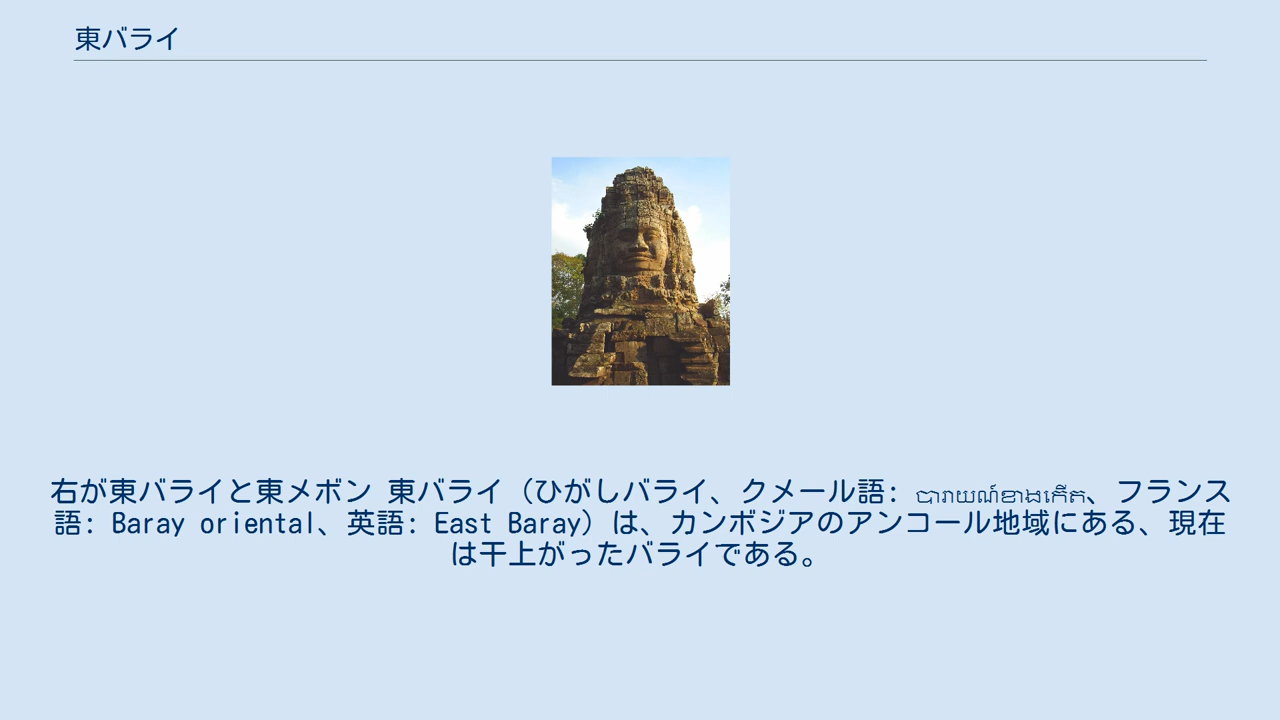 東バライ
右が東バライと東メボン 東バライ（ひがしバライ、クメール語: បារាយណ៍ខាងកើត、フランス
語: Baray oriental、英語: East Baray）は、カンボジアのアンコール地域にある、現在
は干上がったバライである。